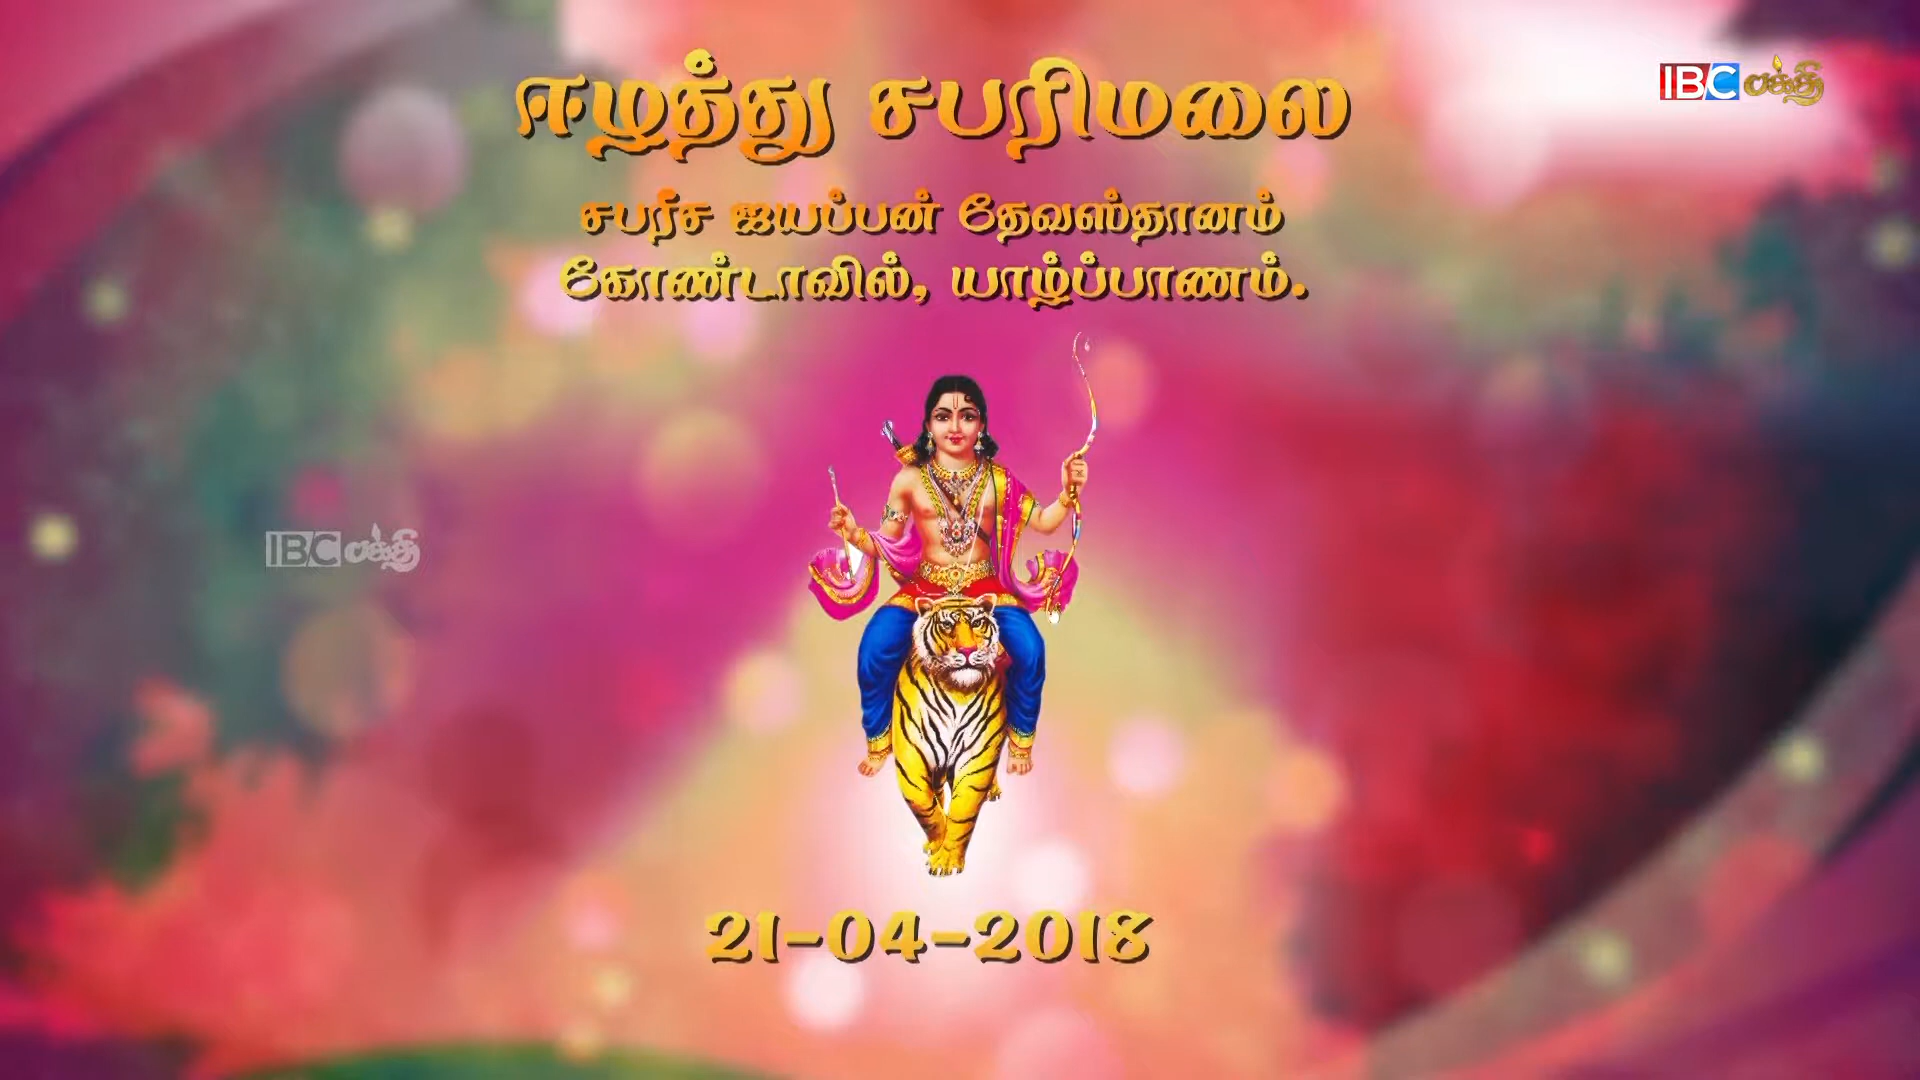 ஈழத்து சபரிமலை
IBC பக்தி
சபரீச ஐயப்பன் தேவஸ்தானம்
கோண்டாவில், யாழ்ப்பாணம்.
IBC பக்தி
21-04-2018